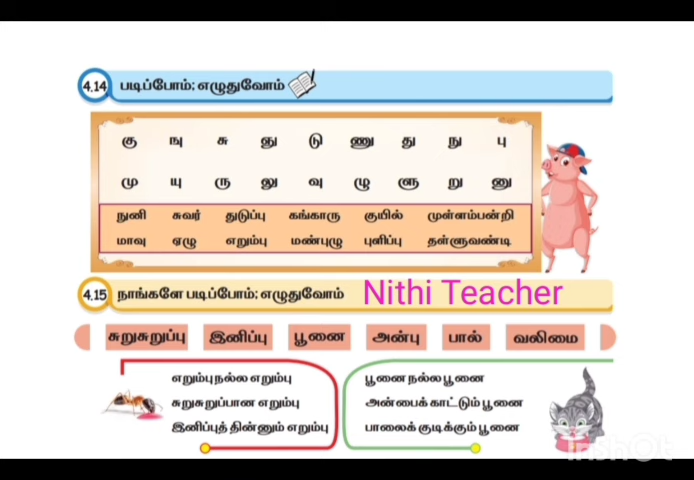 4.14 படிப்போம்; எழுதுவோம்
கு ஙு சு ஞு டு ணு து நு பு
மு யு ரு லு வு ழு ளு று னு
நுனி சுவர் துடுப்பு கங்காரு குயில் முள்ளம்பன்றி
மாவு ஏழு எறும்பு மண்புழு புளிப்பு தள்ளுவண்டி
4.15 நாங்களே படிப்போம்; எழுதுவோம் Nithi Teacher
சுறுசுறுப்பு இனிப்பு பூனை அன்பு பால் வலிமை
எறும்பு நல்ல எறும்பு
சுறுசுறுப்பான எறும்பு
இனிப்புத் தின்னும் எறும்பு
பூனை நல்ல பூனை
அன்பைக் காட்டும் பூனை
பாலைக் குடிக்கும் பூனை
InShOt